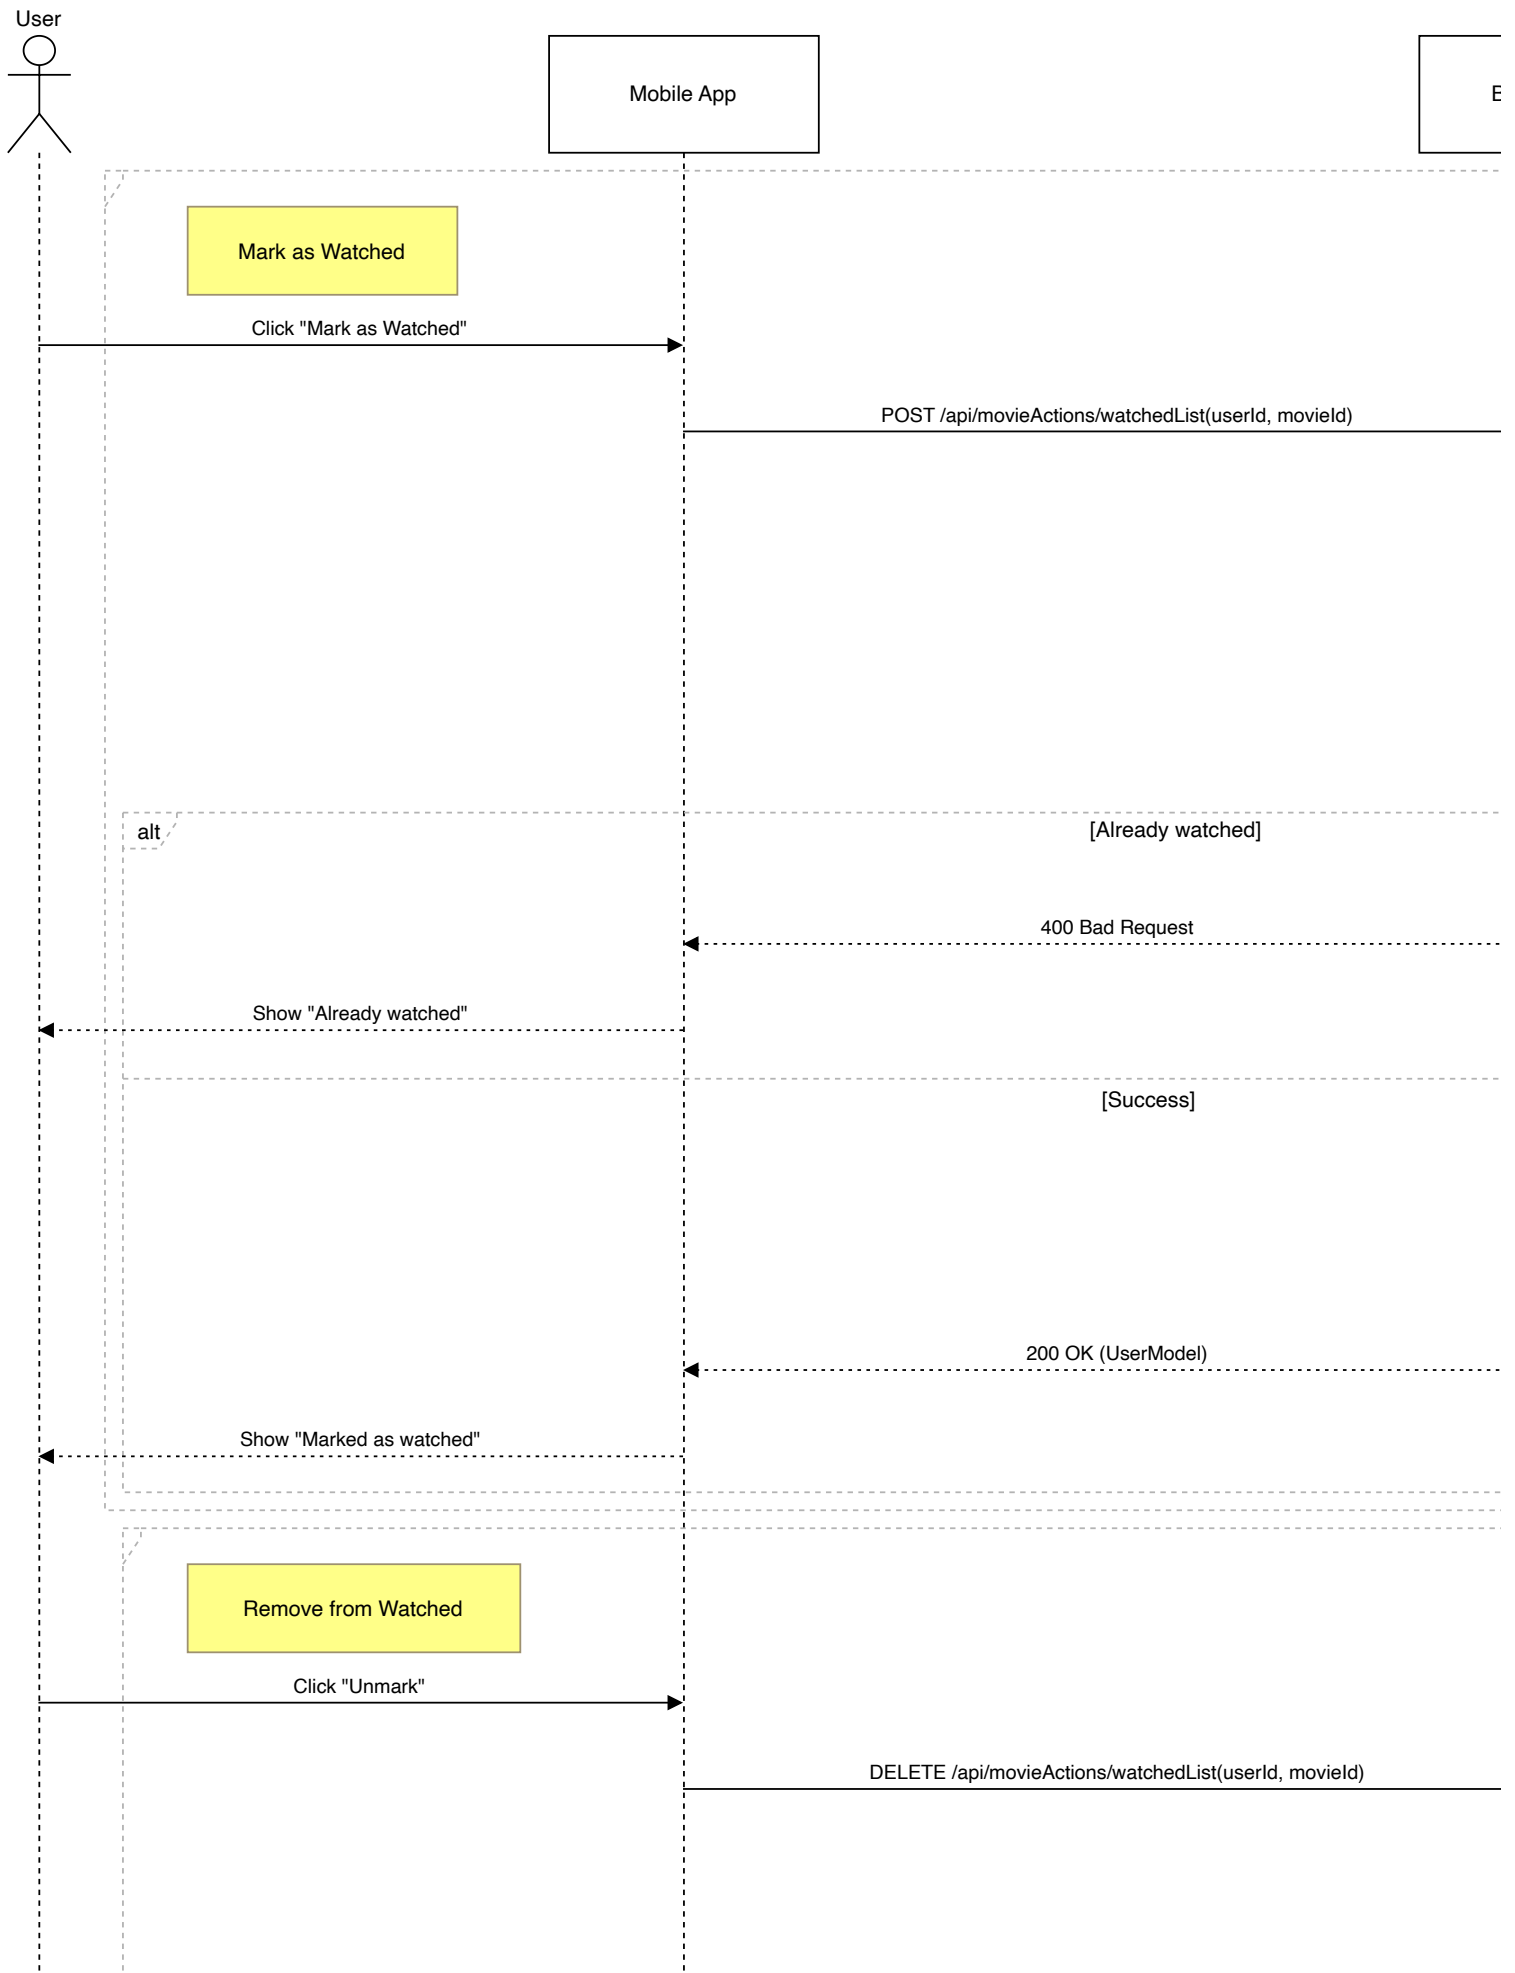 User
Mobile App
Mark as Watched
Click "Mark as Watched"
POST /api/movieActions/watchedList(userId, movieId)
alt
[Already watched]
400 Bad Request
Show "Already watched"
[Success]
200 OK (UserModel)
Show "Marked as watched"
Remove from Watched
Click "Unmark"
DELETE /api/movieActions/watchedList(userId, movieId)